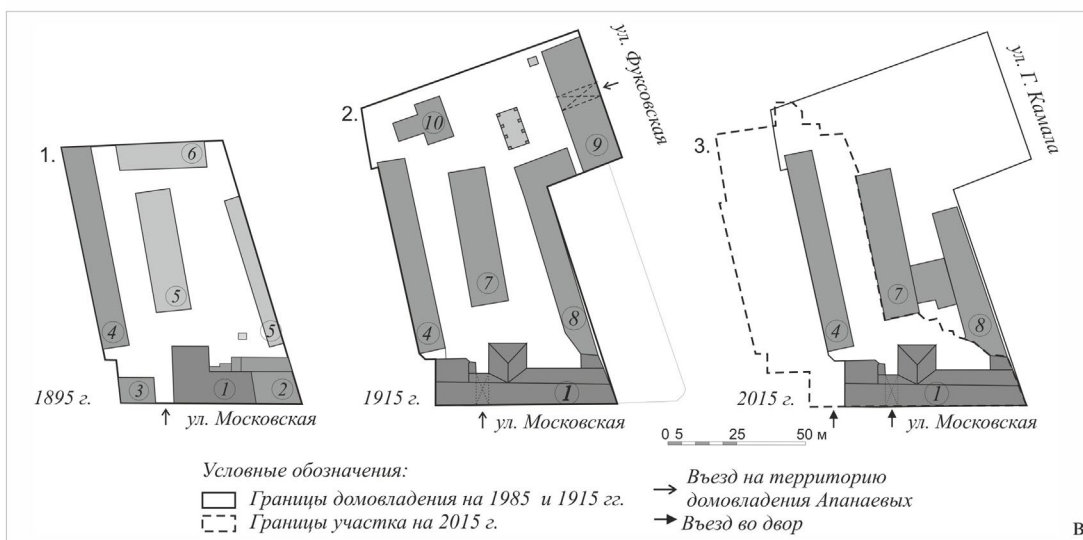 1.
6
5
5
4
3
1
2
1895 г.
ул. Московская
2.
ул. Фуксовская
10
9
7
8
4
1
1915 г.
ул. Московская
3.
ул. Г. Камала
7
4
8
1
2015 г.
ул. Московская
0 5 25 50 м
Условные обозначения:
Границы домовладения на 1985 и 1915 гг.
Границы участка на 2015 г.
Въезд на территорию
домовладения Апанаевых
Въезд во двор
в